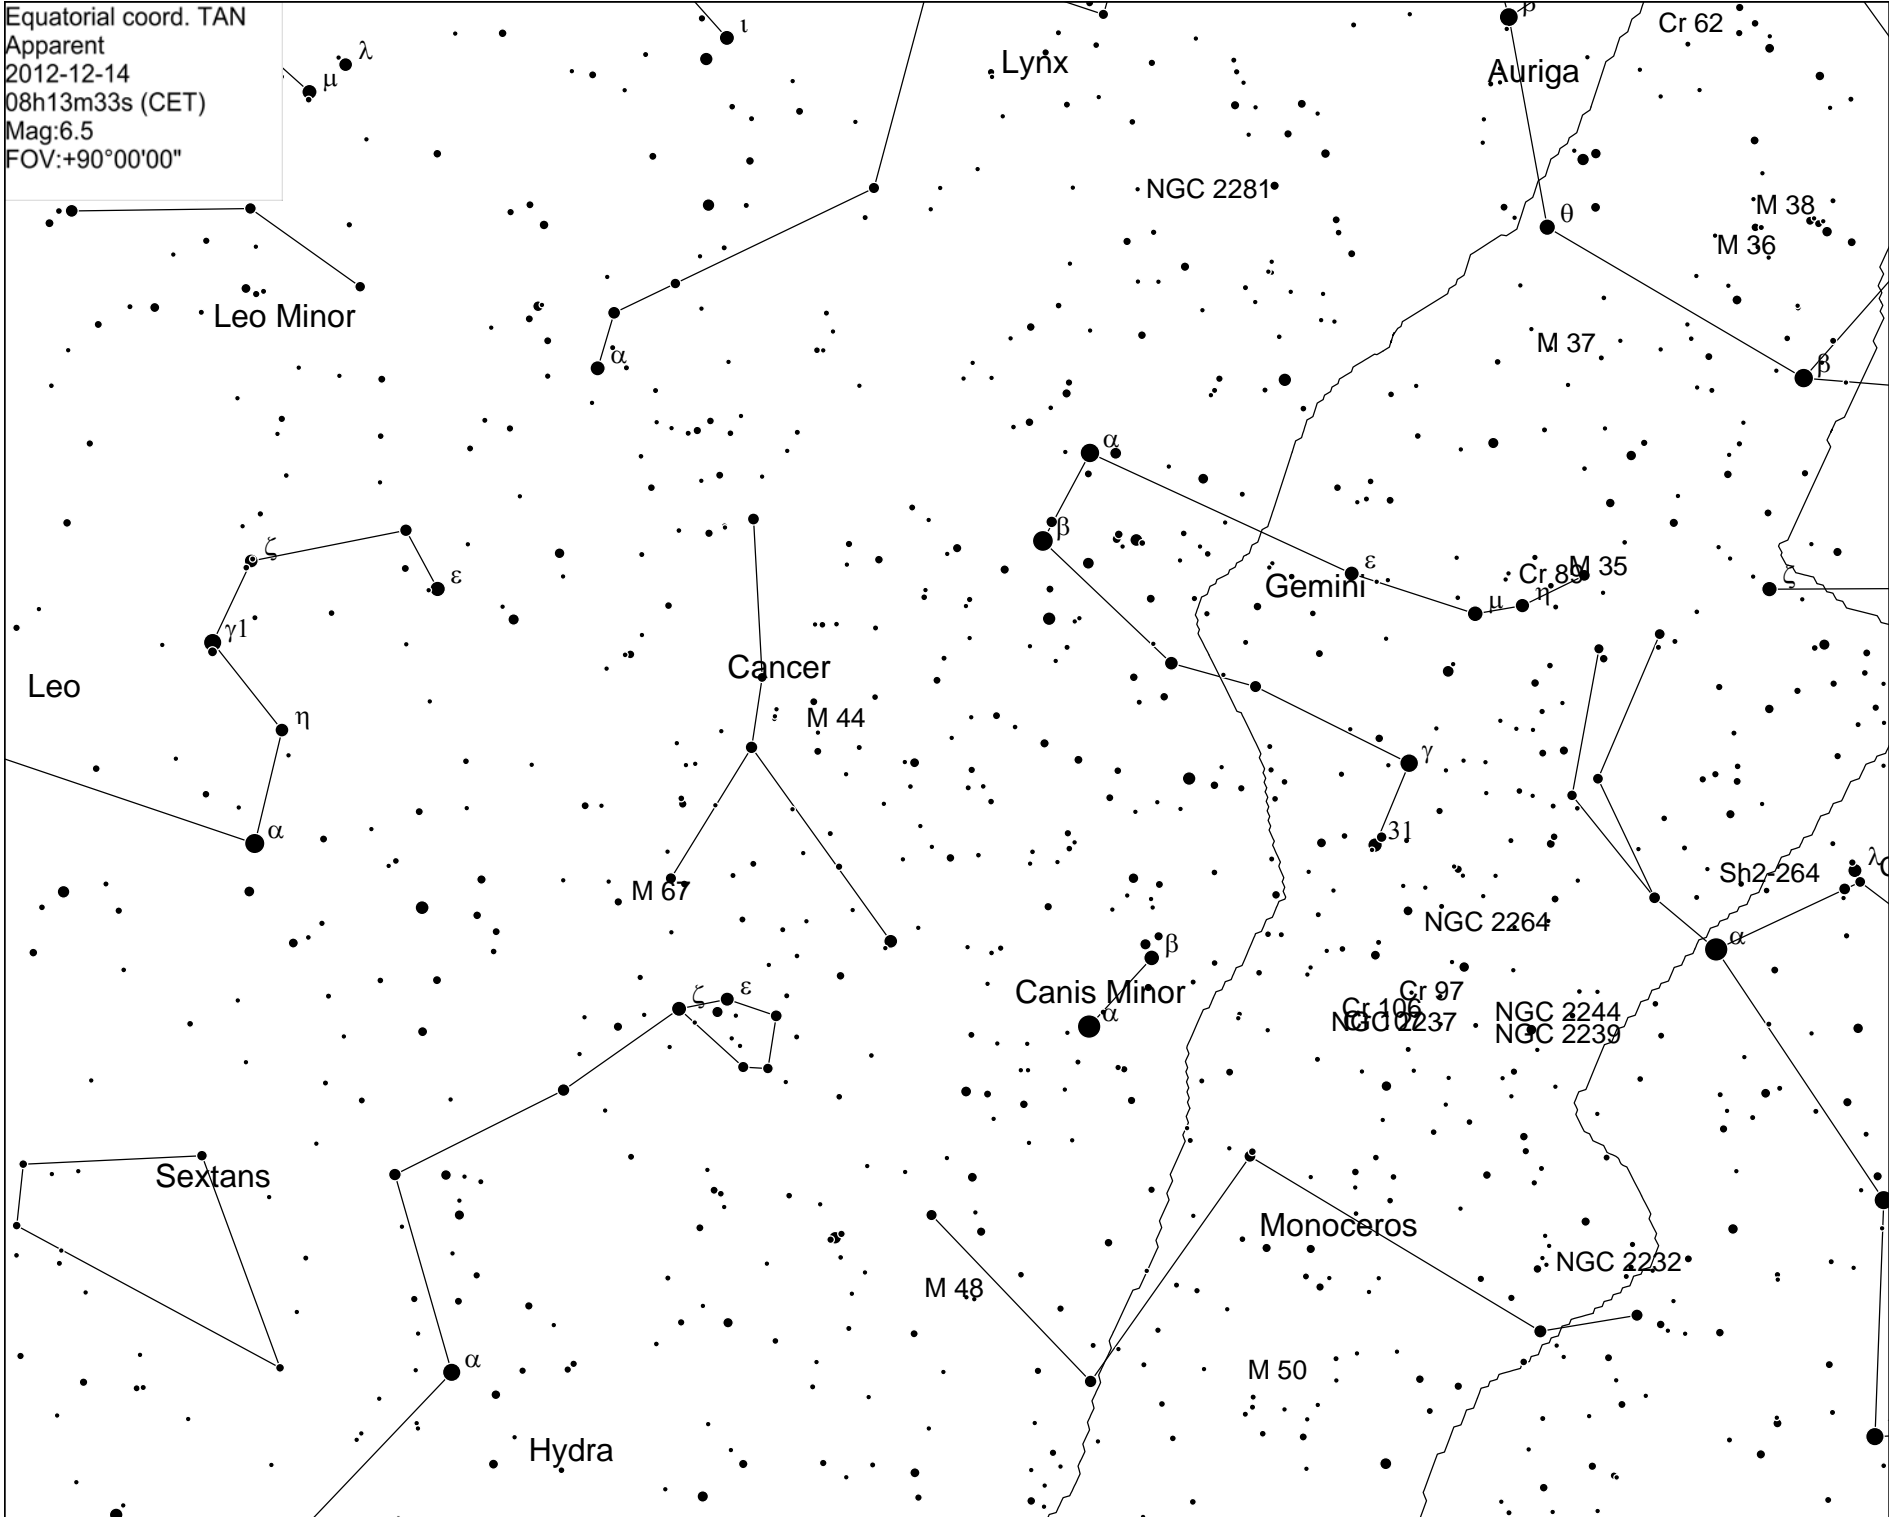 Equatorial coord. TAN
Apparent
2012-12-14
08h13m33s (CET)
Mag:6.5
FOV:+90°00'00"
ι
β
Cr 62
λ
μ
Lynx
Auriga
NGC 2281
θ
M 38
M 36
Leo Minor
M 37
α
β
α
ζ
β
ε
ε
Gemini
Cr 89
M 35
ζ
μ
η
γ1
Cancer
Leo
M 44
η
γ
α
31
M 67
Sh2-264
λ
NGC 2264
β
α
ζ
ε
Canis Minor
α
Cr 97
Cr 106
NGC 2237
NGC 2244
NGC 2239
Sextans
Monoceros
NGC 2232
M 48
α
M 50
Hydra